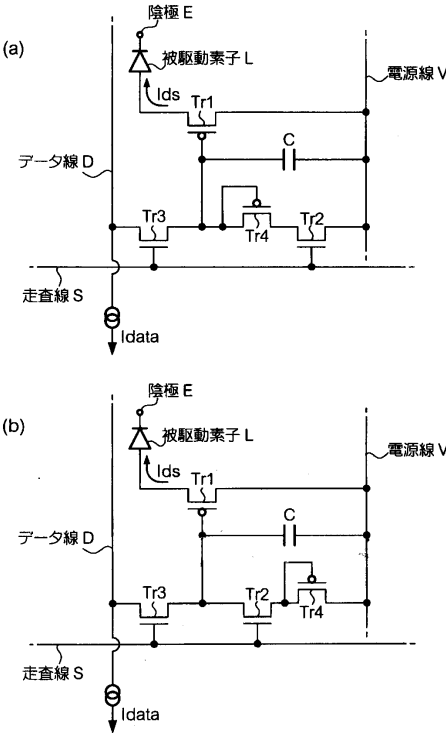 (a)
陰極 E
被駆動素子 L
電源線 V
Ids
Tr1
C
データ線 D
Tr3
Tr4
Tr2
走査線 S
Idata
(b)
陰極 E
被駆動素子 L
電源線 V
Ids
Tr1
C
データ線 D
Tr3
Tr2
Tr4
走査線 S
Idata